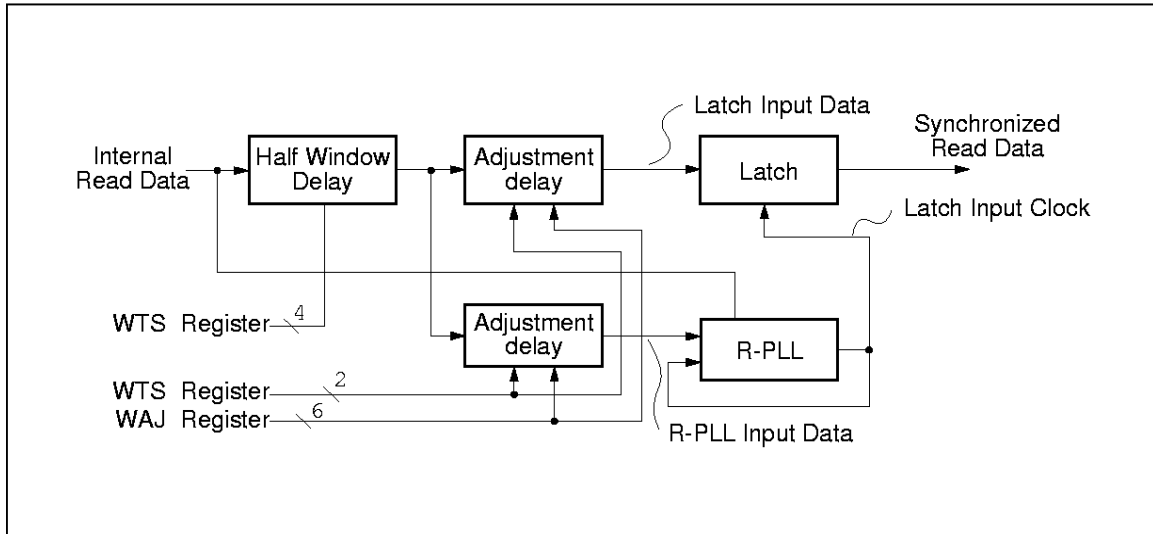 Latch Input Data
Synchronized
Read Data
Internal
Read Data
Half Window
Delay
Adjustment
delay
Latch
Latch Input Clock
WTS Register
4
Adjustment
delay
R-PLL
WTS Register
2
WAJ Register
6
R-PLL Input Data